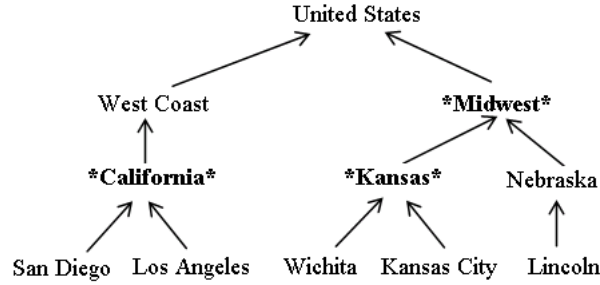 United States
West Coast
*Midwest*
*California*
*Kansas*
Nebraska
San Diego
Los Angeles
Wichita
Kansas City
Lincoln